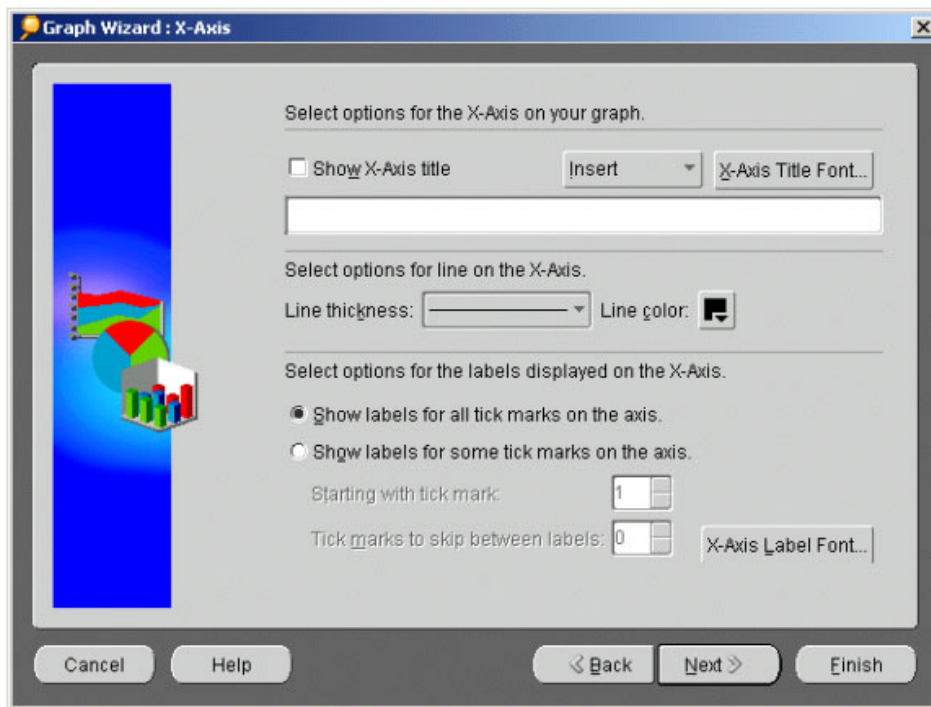 Graph Wizard : X-Axis
Select options for the X-Axis on your graph.
Show X-Axis title
Insert
X-Axis Title Font...
Select options for line on the X-Axis.
Line thickness:
Line color:
Select options for the labels displayed on the X-Axis.
Show labels for all tick marks on the axis.
Show labels for some tick marks on the axis.
Starting with tick mark:
1
Tick marks to skip between labels:
0
X-Axis Label Font...
Cancel
Help
Back
Next
Finish